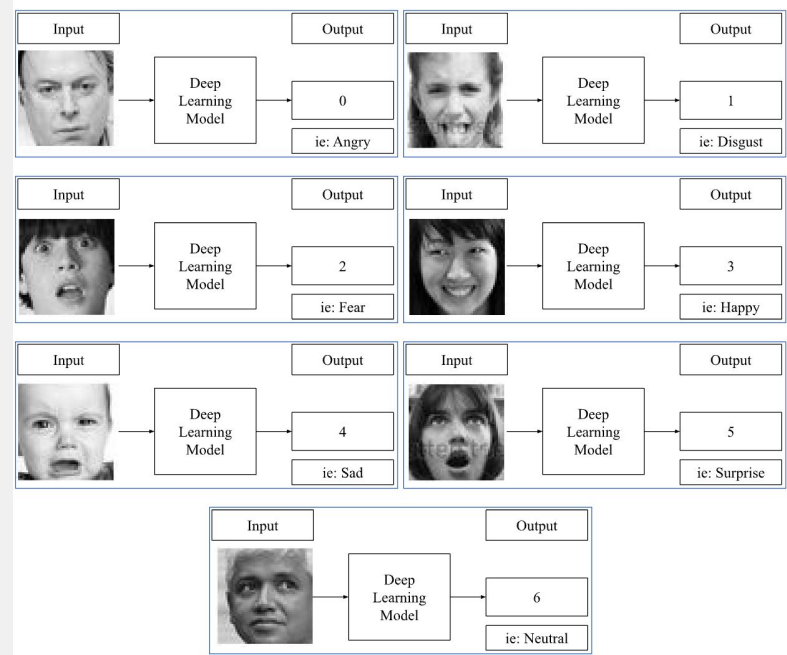 Input
Output
Deep
Learning
Model
0
ie: Angry
Input
Output
Deep
Learning
Model
1
ie: Disgust
Input
Output
Deep
Learning
Model
2
ie: Fear
Input
Output
Deep
Learning
Model
3
ie: Happy
Input
Output
Deep
Learning
Model
4
ie: Sad
Input
Output
Deep
Learning
Model
5
ie: Surprise
Input
Output
Deep
Learning
Model
6
ie: Neutral